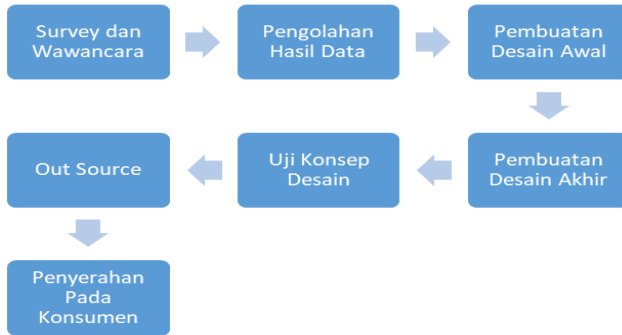 Survey dan
Wawancara
Pengolahan
Hasil Data
Pembuatan
Desain Awal
Pembuatan
Desain Akhir
Uji Konsep
Desain
Out Source
Penyerahan
Pada
Konsumen